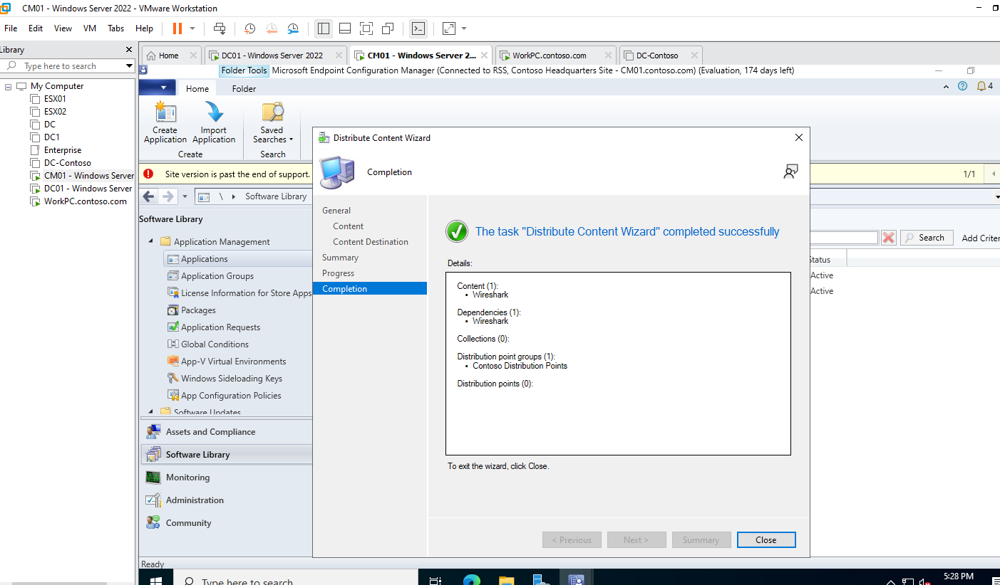 CM01 - Windows Server 2022 - VMware Workstation
File Edit View VM Tabs Help
Library
Type here to search
My Computer
ESX01
ESX02
DC
DC1
Enterprise
DC-Contoso
CM01 - Windows Server
DC01 - Windows Server
WorkPC.contoso.com
Home DC01 - Windows Server 2022 CM01 - Windows Server 2... WorkPC.contoso.com DC-Contoso
Folder Tools Microsoft Endpoint Configuration Manager (Connected to RSS, Contoso Headquarters Site - CM01.contoso.com) (Evaluation, 174 days left)
Home Folder
4
Create Application
Import Application
Saved Searches
Create Search
Site version is past the end of support.
1/1
\ Software Library
Software Library
Application Management
Applications
Application Groups
License Information for Store Apps
Packages
Application Requests
Global Conditions
App-V Virtual Environments
Windows Sideloading Keys
App Configuration Policies
Software Updates
Assets and Compliance
Software Library
Monitoring
Administration
Community
Ready
Search Add Criter
Status
Active
Active
Distribute Content Wizard
Completion
General
Content
Content Destination
Summary
Progress
Completion
The task "Distribute Content Wizard" completed successfully
Details:
Content (1):
• Wireshark
Dependencies (1):
• Wireshark
Collections (0):
Distribution point groups (1):
• Contoso Distribution Points
Distribution points (0):
To exit the wizard, click Close.
< Previous Next > Summary Close
Type here to search
5:28 PM